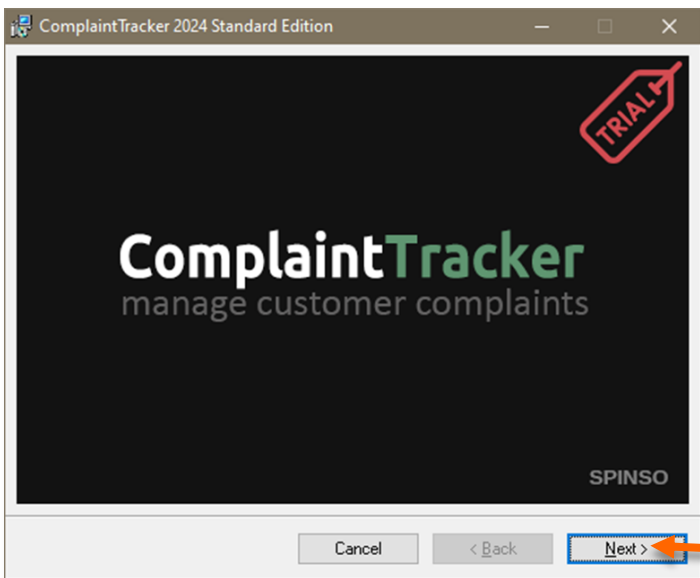 ComplaintTracker 2024 Standard Edition
TRIAL
ComplaintTracker
manage customer complaints
SPINSO
Cancel
< Back
Next >